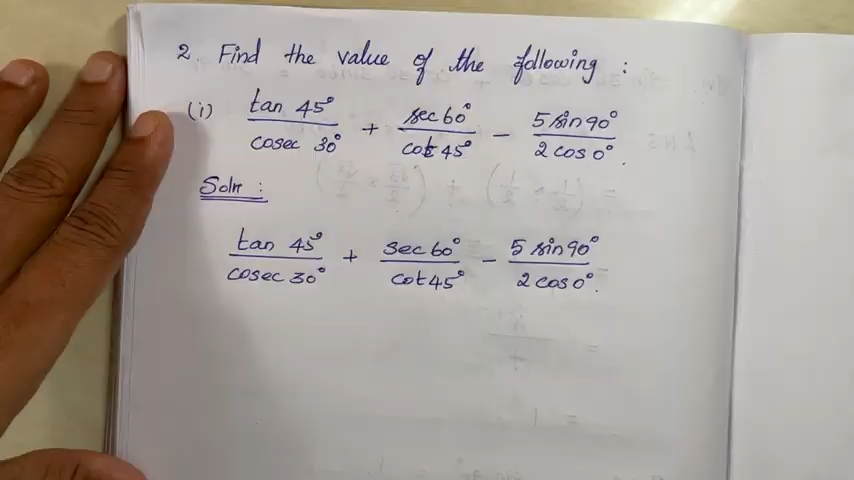 2. Find the value of the following :
(i) tan 45° / cosec 30° + sec 60° / cot 45° - 5 sin 90° / 2 cos 0° .
Soln :
tan 45° / cosec 30° + sec 60° / cot 45° - 5 sin 90° / 2 cos 0° .